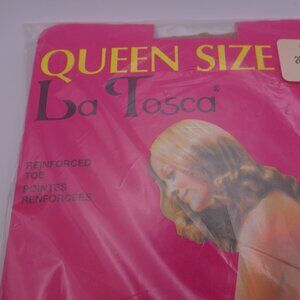 QUEEN SIZE
La Tosca®
REINFORCED
TOE
POINTES
RENFORCEES